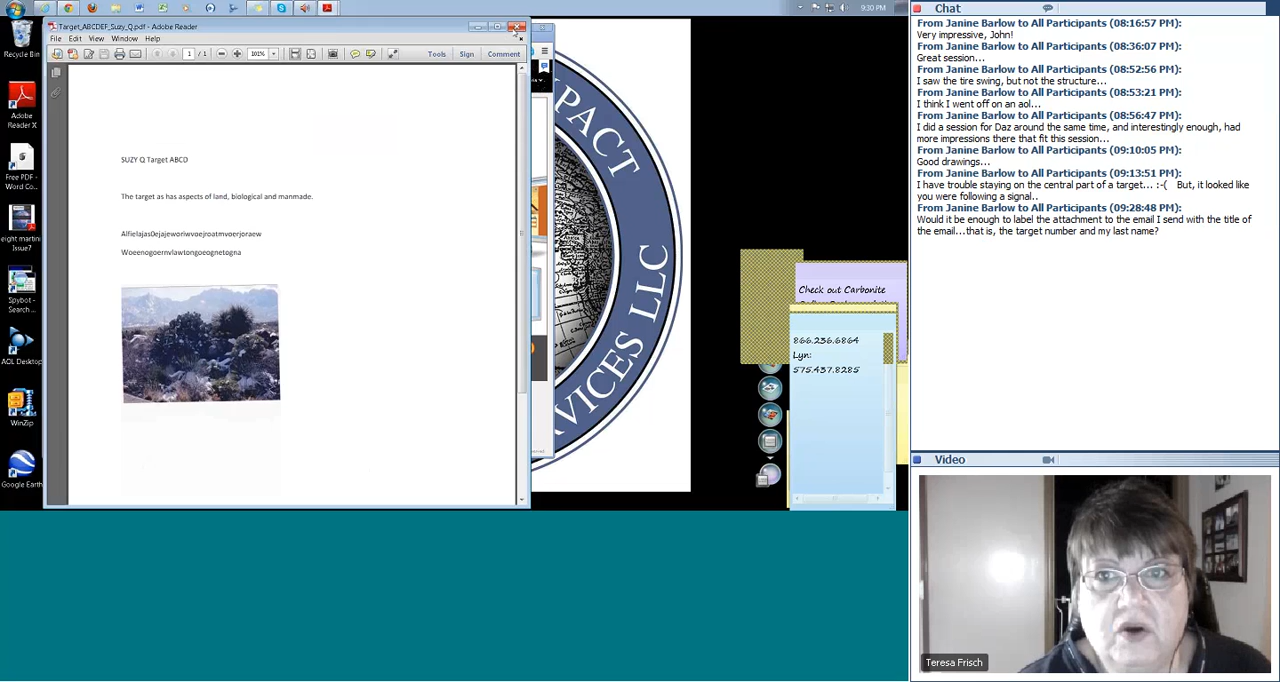 Target_ABCDEF_Suzy_Q.pdf - Adobe Reader
File Edit View Window Help
1 / 1 101% Tools Sign Comment
SUZY Q Target ABCD
The target as has aspects of land, biological and manmade.
Alfielajas0ejajeworiwvoejroatmvoerjoraew
Woeenogoernvlawtongoeognetogna
Recycle Bin
Adobe
Reader X
Free PDF -
Word Co...
eight martini
Issue7
Spybot -
Search ...
AOL Desktop
WinZip
Google Earth
PACT
VICES LLC
9:30 PM
Check out Carbonite
866.236.6864
Lyn:
575.437.8285
Chat
From Janine Barlow to All Participants (08:16:57 PM):
Very impressive, John!
From Janine Barlow to All Participants (08:36:07 PM):
Great session...
From Janine Barlow to All Participants (08:52:56 PM):
I saw the tire swing, but not the structure...
From Janine Barlow to All Participants (08:53:21 PM):
I think I went off on an aol...
From Janine Barlow to All Participants (08:56:47 PM):
I did a session for Daz around the same time, and interestingly enough, had
more impressions there that fit this session...
From Janine Barlow to All Participants (09:10:05 PM):
Good drawings...
From Janine Barlow to All Participants (09:13:51 PM):
I have trouble staying on the central part of a target... :-( But, it looked like
you were following a signal..
From Janine Barlow to All Participants (09:28:48 PM):
Would it be enough to label the attachment to the email I send with the title of
the email...that is, the target number and my last name?
Video
Teresa Frisch